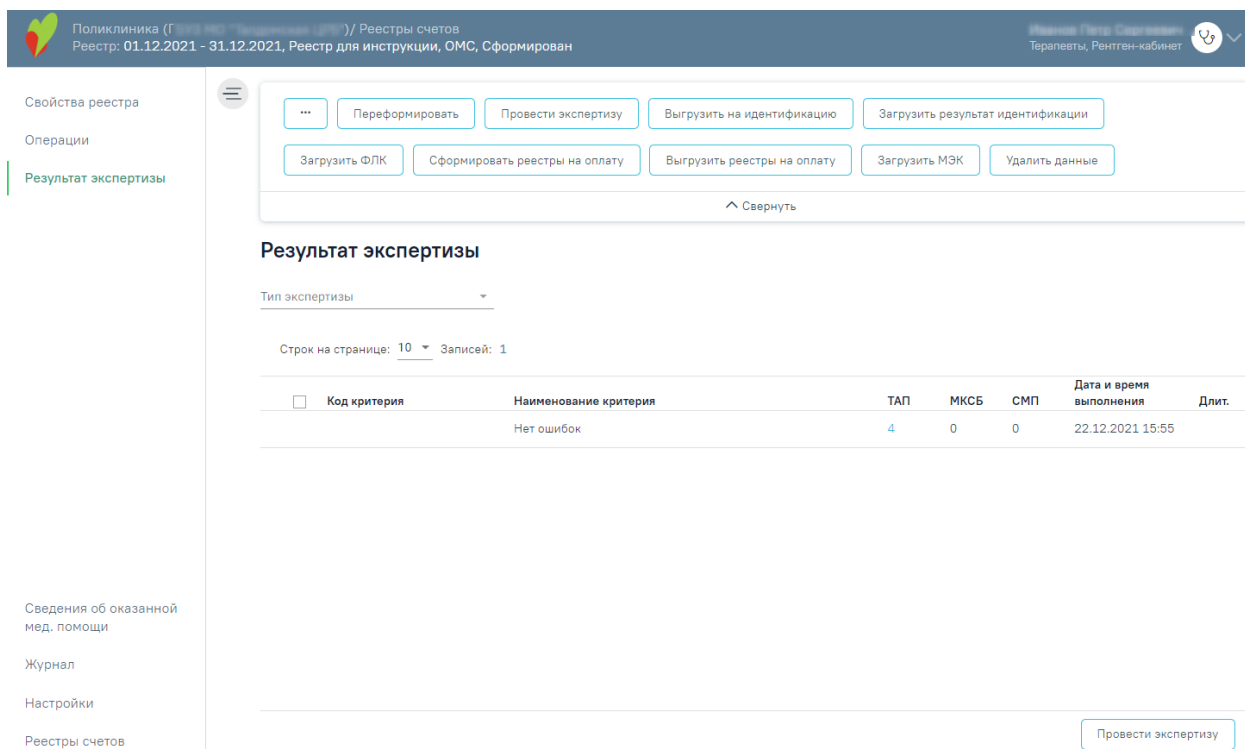 Поликлиника (Г )/ Реестры счетов
Реестр: 01.12.2021 - 31.12.2021, Реестр для инструкции, ОМС, Сформирован
Терапевты, Рентген-кабинет
Свойства реестра
Операции
Результат экспертизы
... Переформировать Провести экспертизу Выгрузить на идентификацию Загрузить результат идентификации
Загрузить ФЛК Сформировать реестры на оплату Выгрузить реестры на оплату Загрузить МЭК Удалить данные
Свернуть
Результат экспертизы
Тип экспертизы
Строк на странице: 10 Записей: 1
Код критерия Наименование критерия ТАП МКСБ СМП Дата и время
выполнения Длит.
Нет ошибок 4 0 0 22.12.2021 15:55
Сведения об оказанной
мед. помощи
Журнал
Настройки
Реестры счетов
Провести экспертизу